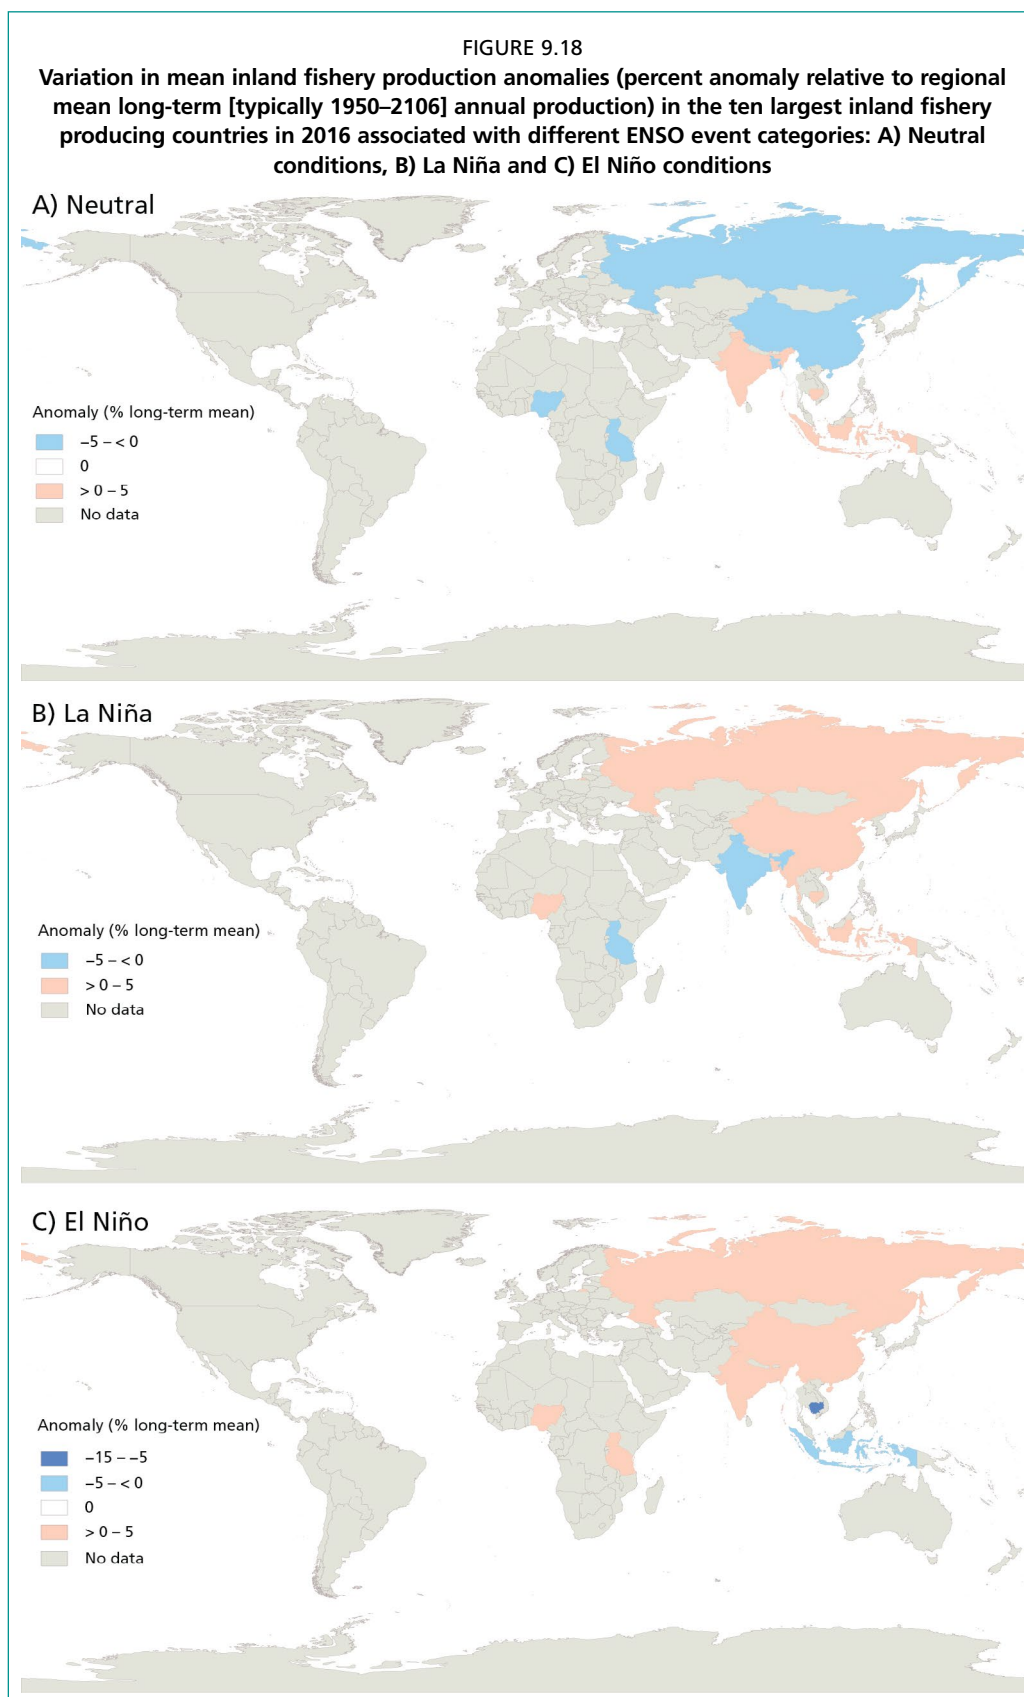 FIGURE 9.18
Variation in mean inland fishery production anomalies (percent anomaly relative to regional
mean long-term [typically 1950–2106] annual production) in the ten largest inland fishery
producing countries in 2016 associated with different ENSO event categories: A) Neutral
conditions, B) La Niña and C) El Niño conditions
A) Neutral
Anomaly (% long-term mean)
−5 – < 0
0
> 0 – 5
No data
B) La Niña
Anomaly (% long-term mean)
−5 – < 0
> 0 – 5
No data
C) El Niño
Anomaly (% long-term mean)
−15 – −5
−5 – < 0
0
> 0 – 5
No data